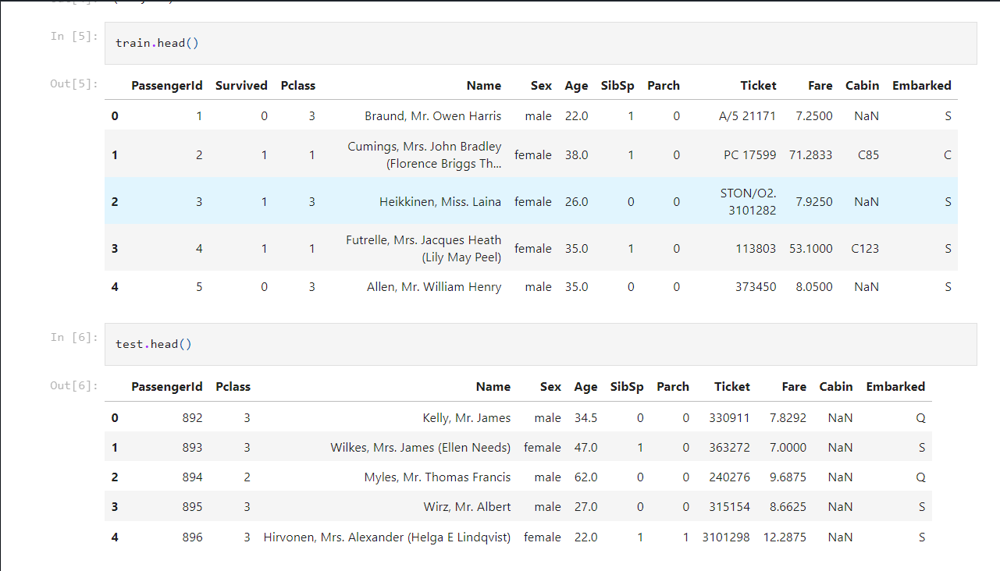 In [5]:
train.head()
Out[5]:
PassengerId Survived Pclass Name Sex Age SibSp Parch Ticket Fare Cabin Embarked
0 1 0 3 Braund, Mr. Owen Harris male 22.0 1 0 A/5 21171 7.2500 NaN S
1 2 1 1 Cumings, Mrs. John Bradley female 38.0 1 0 PC 17599 71.2833 C85 C
(Florence Briggs Th...
2 3 1 3 Heikkinen, Miss. Laina female 26.0 0 0 STON/O2. 7.9250 NaN S
3101282
3 4 1 1 Futrelle, Mrs. Jacques Heath female 35.0 1 0 113803 53.1000 C123 S
(Lily May Peel)
4 5 0 3 Allen, Mr. William Henry male 35.0 0 0 373450 8.0500 NaN S
In [6]:
test.head()
Out[6]:
PassengerId Pclass Name Sex Age SibSp Parch Ticket Fare Cabin Embarked
0 892 3 Kelly, Mr. James male 34.5 0 0 330911 7.8292 NaN Q
1 893 3 Wilkes, Mrs. James (Ellen Needs) female 47.0 1 0 363272 7.0000 NaN S
2 894 2 Myles, Mr. Thomas Francis male 62.0 0 0 240276 9.6875 NaN Q
3 895 3 Wirz, Mr. Albert male 27.0 0 0 315154 8.6625 NaN S
4 896 3 Hirvonen, Mrs. Alexander (Helga E Lindqvist) female 22.0 1 1 3101298 12.2875 NaN S